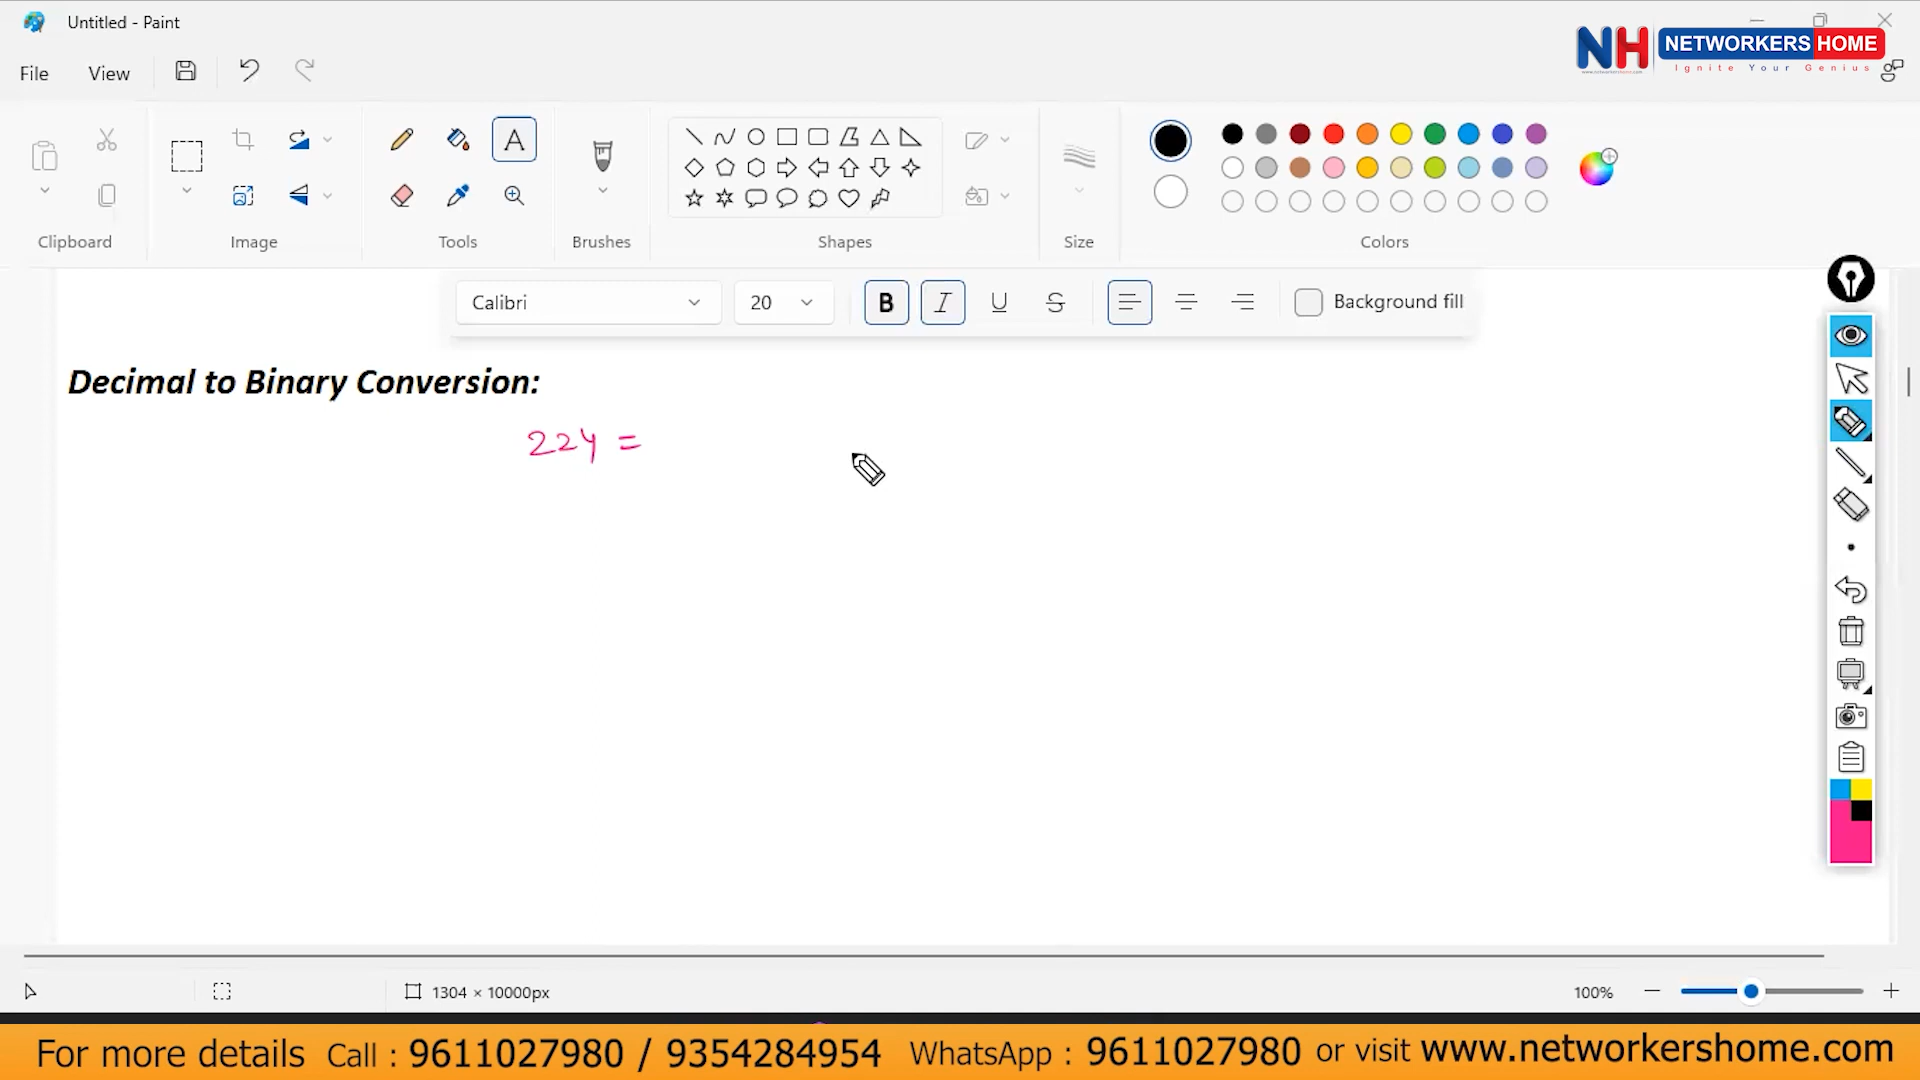 Untitled - Paint
NH NETWORKERS HOME
Ignite Your Genius
File View
Clipboard Image Tools Brushes Shapes Size Colors
Calibri 20 B I U S Background fill
Decimal to Binary Conversion:
224 =
1304 × 10000px 100%
For more details Call : 9611027980 / 9354284954 WhatsApp : 9611027980 or visit www.networkershome.com